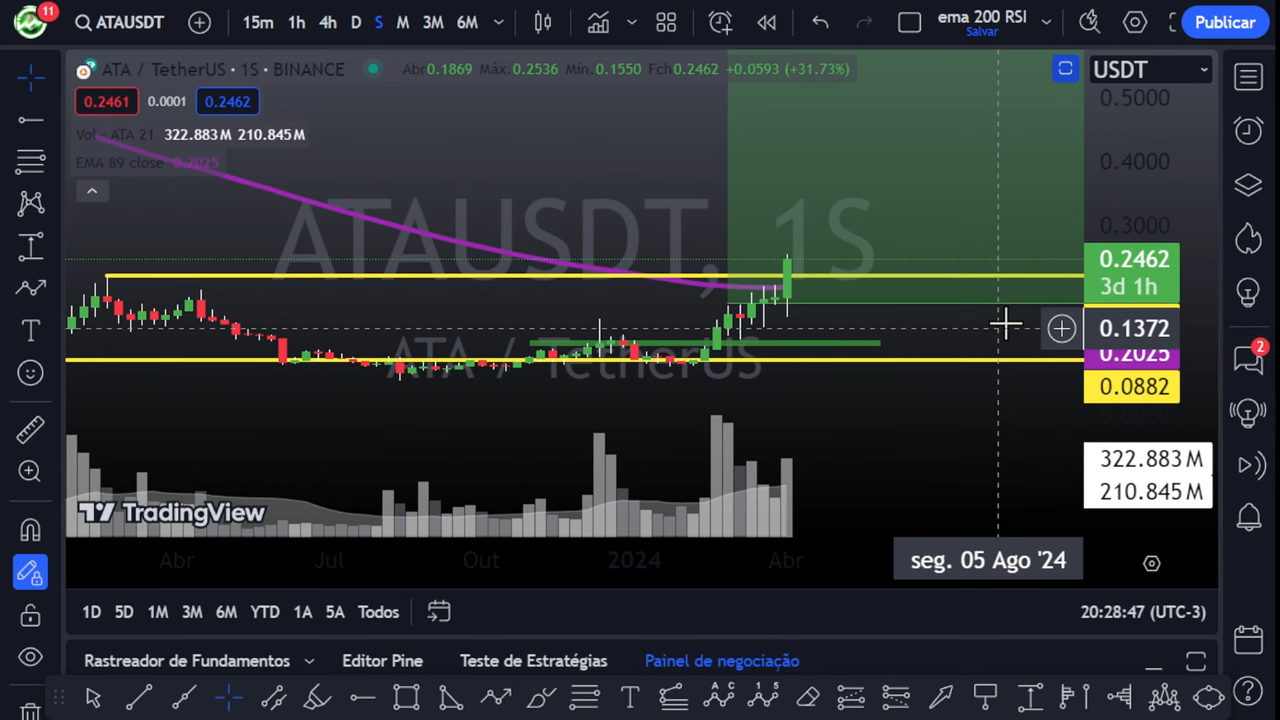 11
ATAUSDT
15m 1h 4h D S M 3M 6M
ema 200 RSI
Salvar
Publicar
ATA / TetherUS · 1S · BINANCE
Abr0.1869 Máx.0.2536 Mín.0.1550 Fch0.2462 +0.0593 (+31.73%)
USDT
0.2461 0.0001 0.2462
0.5000
Vol · ATA 21 322.883 M 210.845 M
EMA 89 close 0.2025
0.4000
ATAUSDT, 1S
ATA / TetherUS
0.3000
0.2462
3d 1h
0.1372
0.2025
0.0882
2
322.883 M
210.845 M
TradingView
Abr Jul Out 2024 Abr
seg. 05 Ago '24
1D 5D 1M 3M 6M YTD 1A 5A Todos
20:28:47 (UTC-3)
Rastreador de Fundamentos Editor Pine Teste de Estratégias Painel de negociação